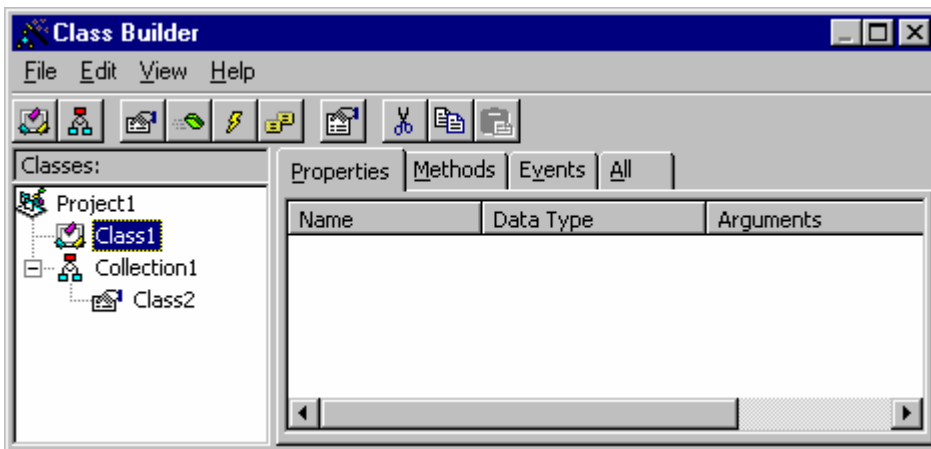 Class Builder
File Edit View Help
Classes:
Properties Methods Events All
Project1
Class1
Collection1
Class2
Name Data Type Arguments